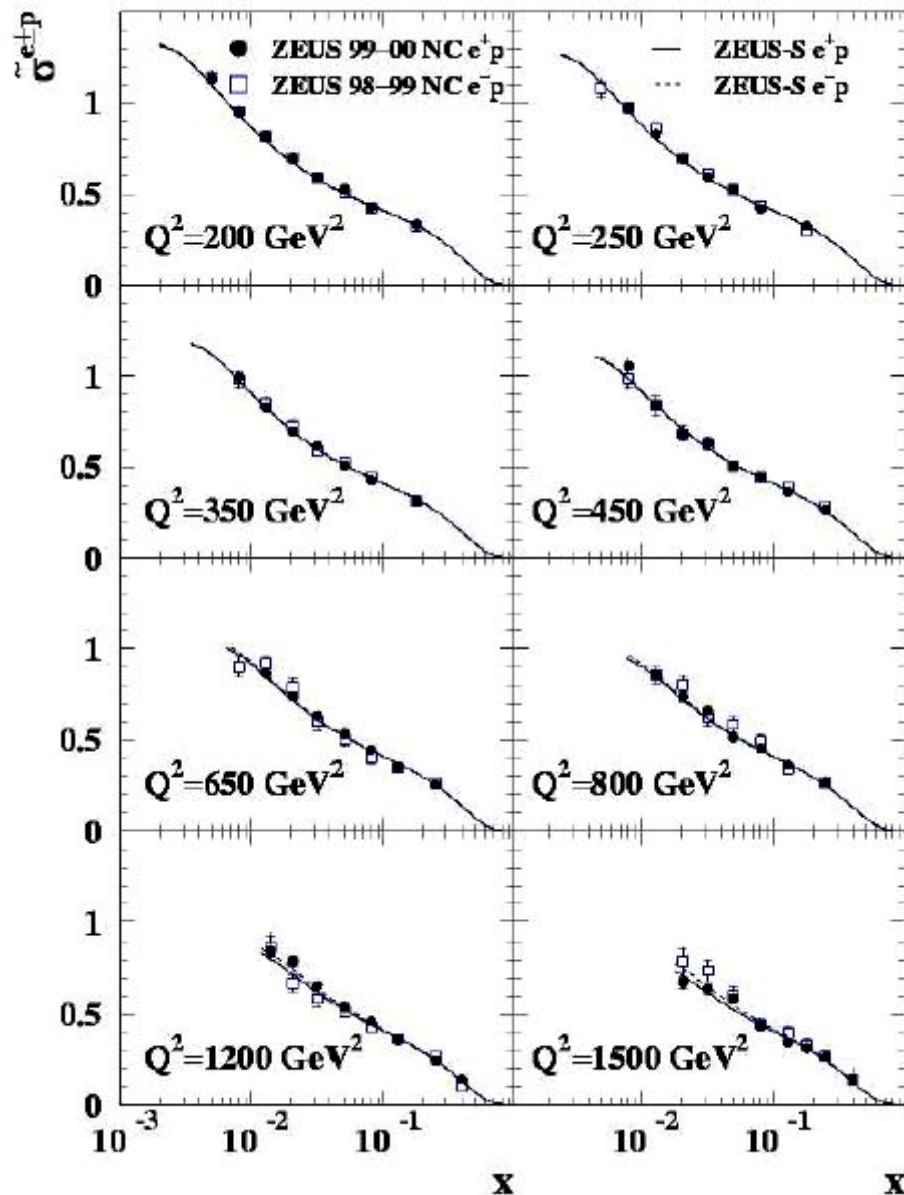 σ̃^e±p
ZEUS 99–00 NC e⁺p
ZEUS 98–99 NC e⁻p
ZEUS-S e⁺p
ZEUS-S e⁻p
1
0.5
0
Q²=200 GeV²
Q²=250 GeV²
1
0.5
0
Q²=350 GeV²
Q²=450 GeV²
1
0.5
0
Q²=650 GeV²
Q²=800 GeV²
1
0.5
0
Q²=1200 GeV²
Q²=1500 GeV²
10⁻³ 10⁻² 10⁻¹ 10⁻² 10⁻¹
x x